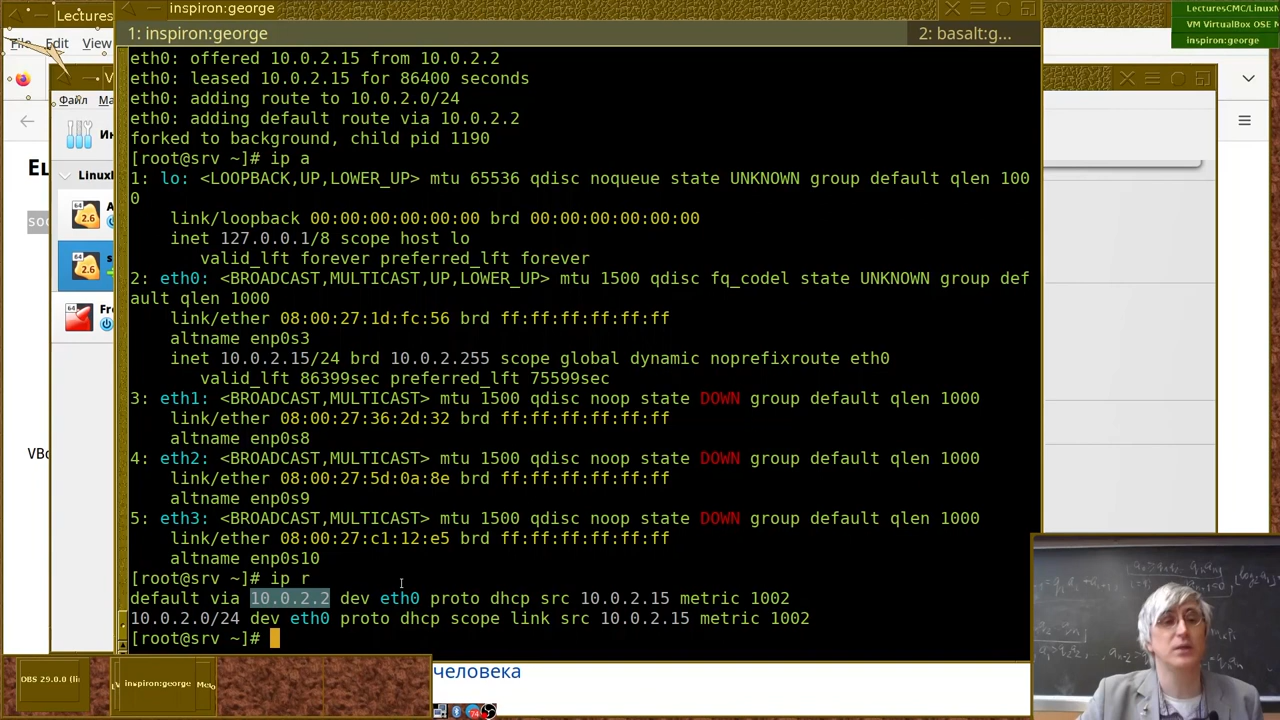 Lectures
inspiron:george
LecturesCMC/LinuxN
VM VirtualBox OSE M
inspiron:george
File Edit View
1: inspiron:george
2: basalt:g...
Файл
LinuxN
VBo
eth0: offered 10.0.2.15 from 10.0.2.2
eth0: leased 10.0.2.15 for 86400 seconds
eth0: adding route to 10.0.2.0/24
eth0: adding default route via 10.0.2.2
forked to background, child pid 1190
[root@srv ~]# ip a
1: lo: <LOOPBACK,UP,LOWER_UP> mtu 65536 qdisc noqueue state UNKNOWN group default qlen 100
0
link/loopback 00:00:00:00:00:00 brd 00:00:00:00:00:00
inet 127.0.0.1/8 scope host lo
valid_lft forever preferred_lft forever
2: eth0: <BROADCAST,MULTICAST,UP,LOWER_UP> mtu 1500 qdisc fq_codel state UNKNOWN group def
ault qlen 1000
link/ether 08:00:27:1d:fc:56 brd ff:ff:ff:ff:ff:ff
altname enp0s3
inet 10.0.2.15/24 brd 10.0.2.255 scope global dynamic noprefixroute eth0
valid_lft 86399sec preferred_lft 75599sec
3: eth1: <BROADCAST,MULTICAST> mtu 1500 qdisc noop state DOWN group default qlen 1000
link/ether 08:00:27:36:2d:32 brd ff:ff:ff:ff:ff:ff
altname enp0s8
4: eth2: <BROADCAST,MULTICAST> mtu 1500 qdisc noop state DOWN group default qlen 1000
link/ether 08:00:27:5d:0a:8e brd ff:ff:ff:ff:ff:ff
altname enp0s9
5: eth3: <BROADCAST,MULTICAST> mtu 1500 qdisc noop state DOWN group default qlen 1000
link/ether 08:00:27:c1:12:e5 brd ff:ff:ff:ff:ff:ff
altname enp0s10
[root@srv ~]# ip r
default via 10.0.2.2 dev eth0 proto dhcp src 10.0.2.15 metric 1002
10.0.2.0/24 dev eth0 proto dhcp scope link src 10.0.2.15 metric 1002
[root@srv ~]#
человека
OBS 29.0.0 (li
inspiron:george